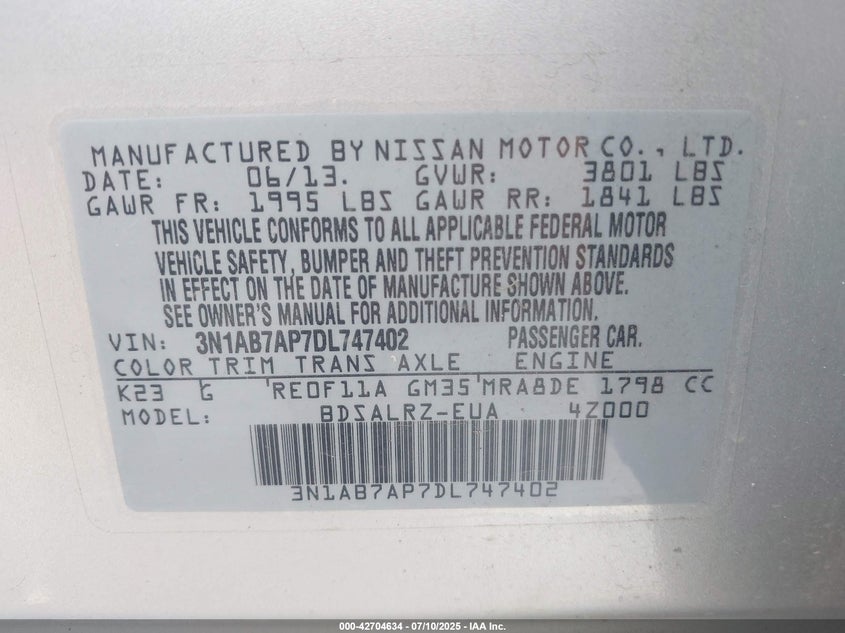 MANUFACTURED BY NISSAN MOTOR CO., LTD.
DATE: 06/13. GVWR: 3801 LBS
GAWR FR: 1995 LBS GAWR RR: 1841 LBS
THIS VEHICLE CONFORMS TO ALL APPLICABLE FEDERAL MOTOR
VEHICLE SAFETY, BUMPER AND THEFT PREVENTION STANDARDS
IN EFFECT ON THE DATE OF MANUFACTURE SHOWN ABOVE.
SEE OWNER'S MANUAL FOR ADDITIONAL INFORMATION.
VIN: 3N1AB7AP7DL747402 PASSENGER CAR.
COLOR TRIM TRANS AXLE ENGINE
K23 G RE0F11A GM35 MRA8DE 1798 CC
MODEL: BDSALRZ-EUA 4Z000
3N1AB7AP7DL747402
000-42704634 / 07/10/2025 - IAA Inc.